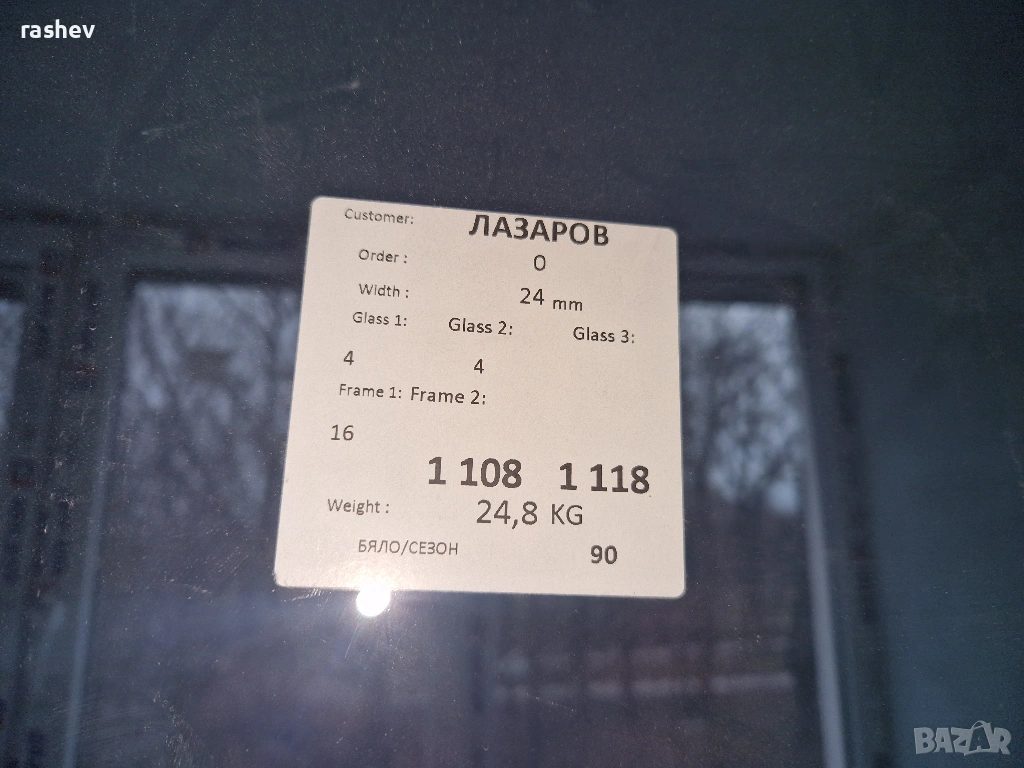 rashev
Customer: ЛАЗАРОВ
Order : 0
Width : 24 mm
Glass 1: Glass 2: Glass 3:
4 4
Frame 1: Frame 2:
16
1 108 1 118
Weight : 24,8 KG
БЯЛО/СЕЗОН 90
BAZAR